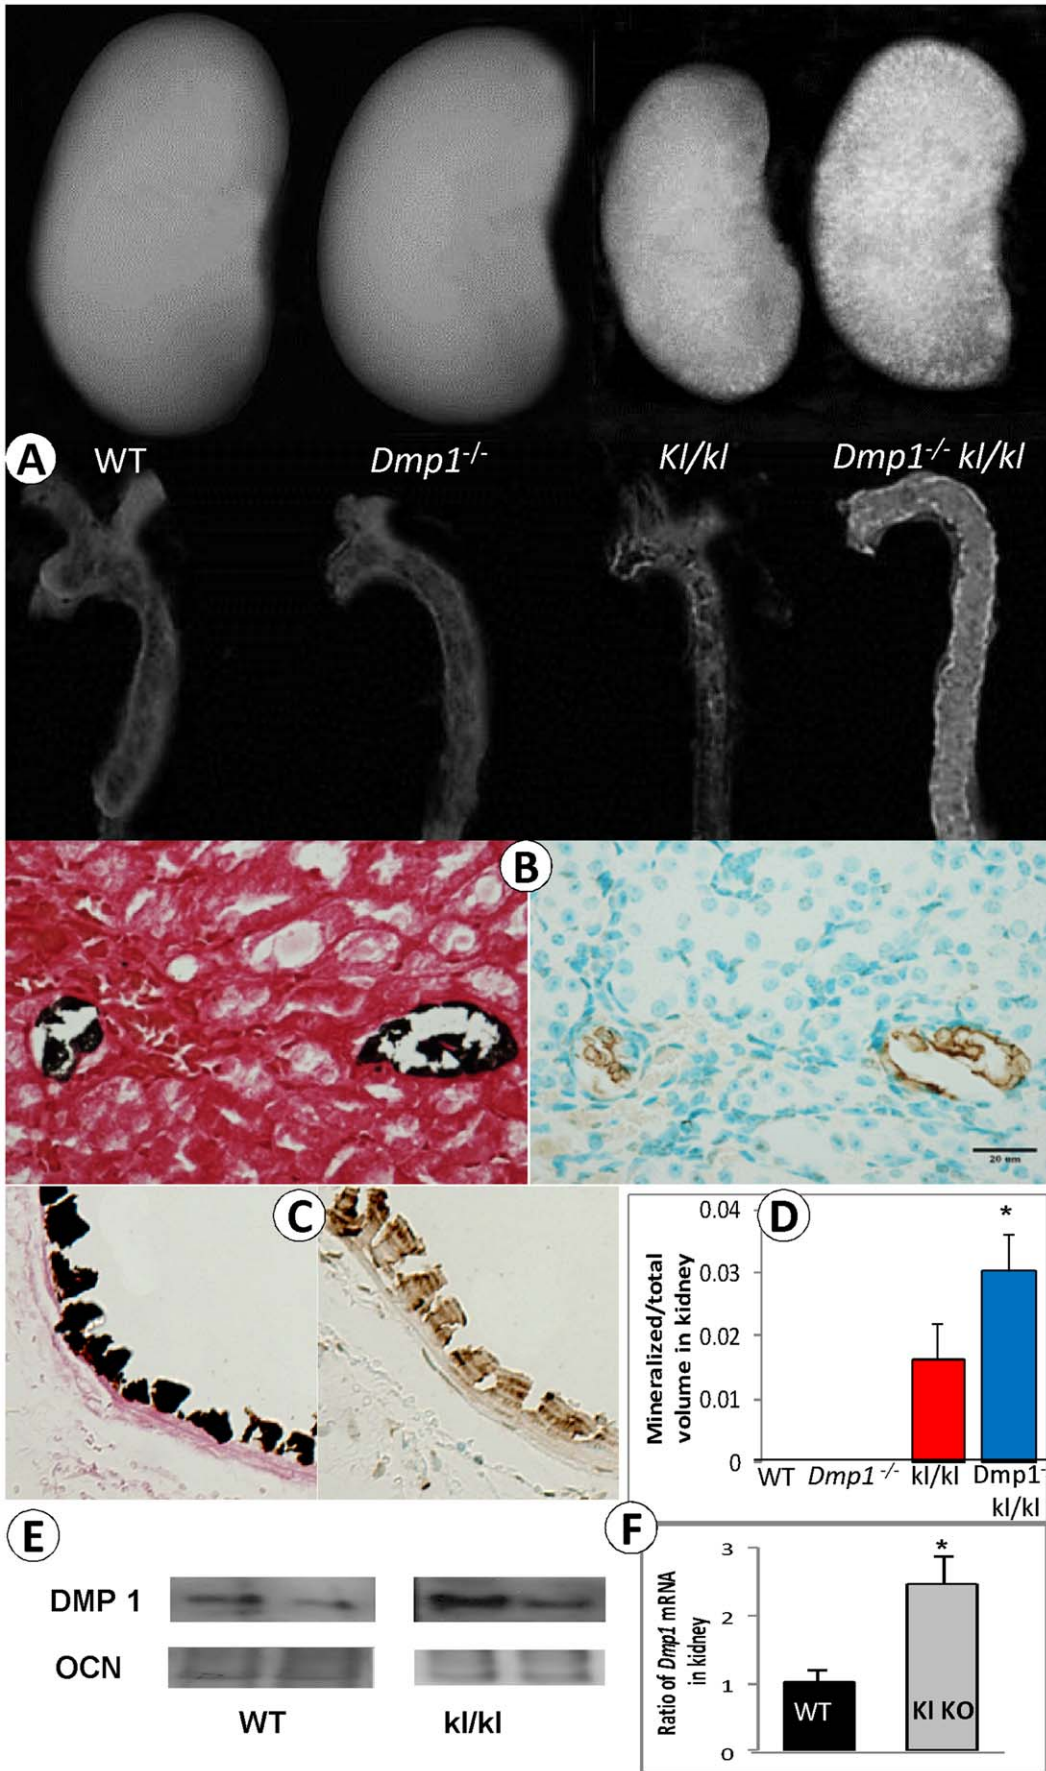 A
WT
Dmp1-/-
Kl/kl
Dmp1-/- kl/kl
B
20 um
C
D
Mineralized/total
volume in kidney
0.04
0.03
0.02
0.01
0
*
WT
Dmp1 -/-
kl/kl
Dmp1-
kl/kl
E
DMP 1
OCN
WT
kl/kl
F
Ratio of Dmp1 mRNA
in kidney
3
2
1
0
*
WT
Kl KO